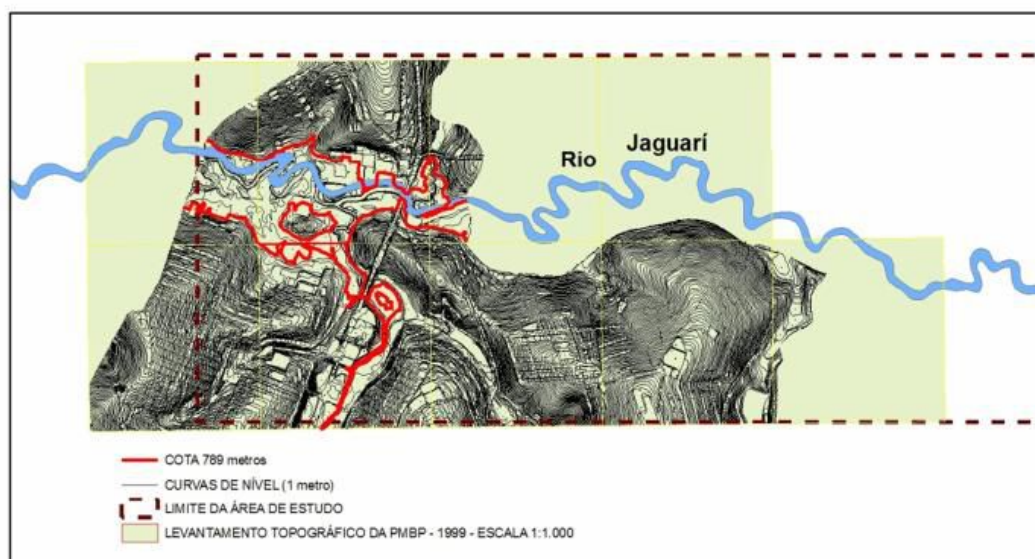 Rio Jaguarí
COTA 789 metros
CURVAS DE NÍVEL (1 metro)
LIMITE DA ÁREA DE ESTUDO
LEVANTAMENTO TOPOGRÁFICO DA PMBP - 1999 - ESCALA 1:1.000